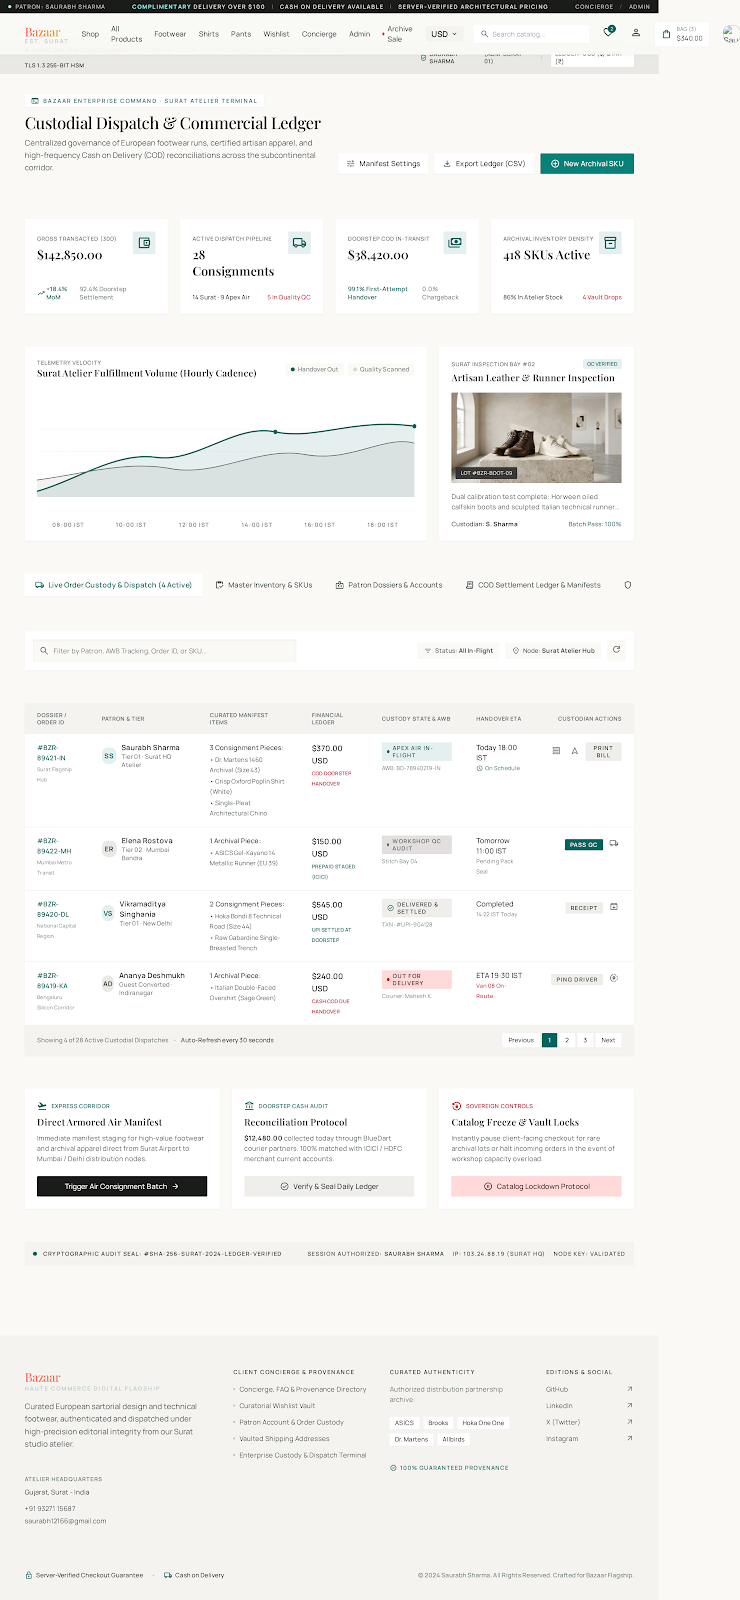 PATRON: SAURABH SHARMA
COMPLIMENTARY DELIVERY OVER $100 | CASH ON DELIVERY AVAILABLE | SERVER-VERIFIED ARCHITECTURAL PRICING
CONCIERGE / ADMIN
Bazaar
EST. SURAT
Shop
All Products
Footwear
Shirts
Pants
Wishlist
Concierge
Admin
Archive Sale
USD
Search catalog...
2
BAG (3)
$340.00
SHARMA
TLS 1.3 256-BIT HSM
BAZAAR ENTERPRISE COMMAND · SURAT ATELIER TERMINAL
Custodial Dispatch & Commercial Ledger
Centralized governance of European footwear runs, certified artisan apparel, and
high-frequency Cash on Delivery (COD) reconciliations across the subcontinental
corridor.
Manifest Settings
Export Ledger (CSV)
New Archival SKU
GROSS TRANSACTED (30D)
$142,850.00
+18.4% MoM
92.4% Doorstep Settlement
ACTIVE DISPATCH PIPELINE
28
Consignments
14 Surat · 9 Apex Air
5 In Quality QC
DOORSTEP COD IN-TRANSIT
$38,420.00
99.1% First-Attempt Handover
0.0% Chargeback
ARCHIVAL INVENTORY DENSITY
418 SKUs Active
86% In Atelier Stock
4 Vault Drops
TELEMETRY VELOCITY
Surat Atelier Fulfillment Volume (Hourly Cadence)
Handover Out
Quality Scanned
08:00 IST
10:00 IST
12:00 IST
14:00 IST
16:00 IST
18:00 IST
SURAT INSPECTION BAY #02
QC VERIFIED
Artisan Leather & Runner Inspection
LOT #BZR-BOOT-09
Dual calibration test complete: Horween oiled
calfskin boots and sculpted Italian technical runner...
Custodian: S. Sharma
Batch Pass: 100%
Live Order Custody & Dispatch (4 Active)
Master Inventory & SKUs
Patron Dossiers & Accounts
COD Settlement Ledger & Manifests
Filter by Patron, AWB Tracking, Order ID, or SKU...
Status: All In-Flight
Node: Surat Atelier Hub
DOSSIER / ORDER ID
PATRON & TIER
CURATED MANIFEST ITEMS
FINANCIAL LEDGER
CUSTODY STATE & AWB
HANDOVER ETA
CUSTODIAN ACTIONS
#BZR-89421-IN
Surat Flagship Hub
SS
Saurabh Sharma
Tier 01 · Surat HQ Atelier
3 Consignment Pieces:
• Dr. Martens 1460 Archival (Size 43)
• Crisp Oxford Poplin Shirt (White)
• Single-Pleat Architectural Chino
$370.00 USD
COD DOORSTEP HANDOVER
APEX AIR IN-FLIGHT
AWB: BD-78940219-IN
Today 18:00 IST
On Schedule
PRINT BILL
#BZR-89422-MH
Mumbai Metro Transit
ER
Elena Rostova
Tier 02 · Mumbai Bandra
1 Archival Piece:
• ASICS Gel-Kayano 14 Metallic Runner (EU 39)
$150.00 USD
PREPAID STAGED (ICICI)
WORKSHOP QC AUDIT
Stitch Bay 04
Tomorrow 11:00 IST
Pending Pack Seal
PASS QC
#BZR-89420-DL
National Capital Region
VS
Vikramaditya Singhania
Tier 01 · New Delhi
2 Consignment Pieces:
• Hoka Bondi 8 Technical Road (Size 44)
• Raw Gabardine Single-Breasted Trench
$545.00 USD
UPI SETTLED AT DOORSTEP
DELIVERED & SETTLED
TXN: #UPI-904128
Completed
14:22 IST Today
RECEIPT
#BZR-89419-KA
Bengaluru Silicon Corridor
AD
Ananya Deshmukh
Guest Converted · Indiranagar
1 Archival Piece:
• Italian Double-Faced Overshirt (Sage Green)
$240.00 USD
CASH COD DUE HANDOVER
OUT FOR DELIVERY
Courier: Mahesh K.
ETA 19:30 IST
Van 08 On-Route
PING DRIVER
Showing 4 of 28 Active Custodial Dispatches · Auto-Refresh every 30 seconds
Previous 1 2 3 Next
EXPRESS CORRIDOR
Direct Armored Air Manifest
Immediate manifest staging for high-value footwear
and archival apparel direct from Surat Airport to
Mumbai / Delhi distribution nodes.
Trigger Air Consignment Batch →
DOORSTEP CASH AUDIT
Reconciliation Protocol
$12,480.00 collected today through BlueDart
courier partners. 100% matched with ICICI / HDFC
merchant current accounts.
Verify & Seal Daily Ledger
SOVEREIGN CONTROLS
Catalog Freeze & Vault Locks
Instantly pause client-facing checkout for rare
archival lots or halt incoming orders in the event of
workshop capacity overload.
Catalog Lockdown Protocol
CRYPTOGRAPHIC AUDIT SEAL: #SHA-256-SURAT-2024-LEDGER-VERIFIED
SESSION AUTHORIZED: SAURABH SHARMA
IP: 103.24.88.19 (SURAT HQ)
NODE KEY: VALIDATED
Bazaar
HAUTE COMMERCE DIGITAL FLAGSHIP
Curated European sartorial design and technical
footwear, authenticated and dispatched under
high-precision editorial integrity from our Surat
studio atelier.
ATELIER HEADQUARTERS
Gujarat, Surat - India
+91 93271 15687
saurabh12166@gmail.com
CLIENT CONCIERGE & PROVENANCE
Concierge, FAQ & Provenance Directory
Curatorial Wishlist Vault
Patron Account & Order Custody
Vaulted Shipping Addresses
Enterprise Custody & Dispatch Terminal
CURATED AUTHENTICITY
Authorized distribution partnership
archive:
ASICS
Brooks
Hoka One One
Dr. Martens
Allbirds
100% GUARANTEED PROVENANCE
EDITIONS & SOCIAL
GitHub
LinkedIn
X (Twitter)
Instagram
Server-Verified Checkout Guarantee · Cash on Delivery
© 2024 Saurabh Sharma. All Rights Reserved. Crafted for Bazaar Flagship.